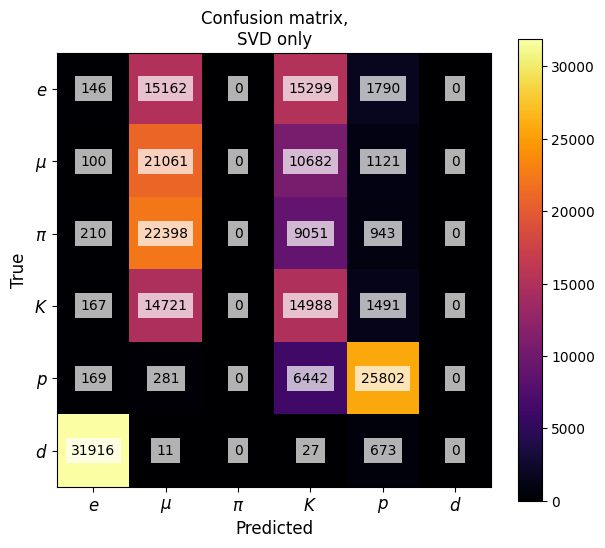 Confusion matrix,
SVD only
True
e 146 15162 0 15299 1790 0
μ 100 21061 0 10682 1121 0
π 210 22398 0 9051 943 0
K 167 14721 0 14988 1491 0
p 169 281 0 6442 25802 0
d 31916 11 0 27 673 0
e μ π K p d
Predicted
30000
25000
20000
15000
10000
5000
0